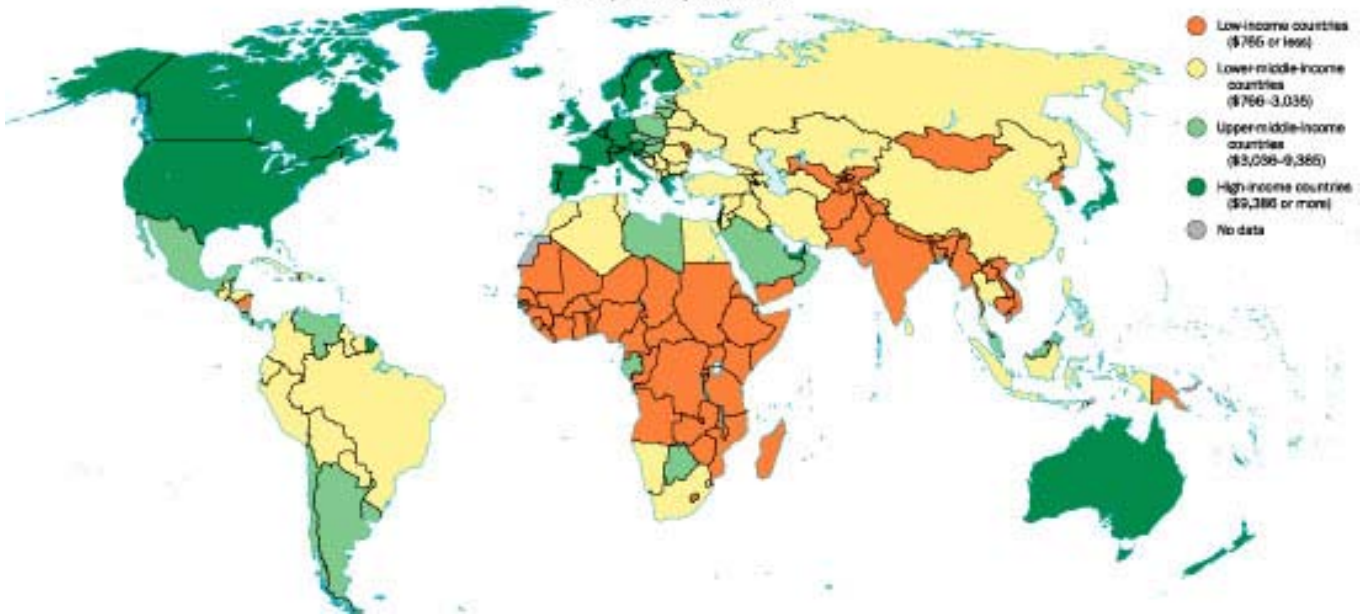 Low-income countries
($765 or less)
Lower-middle-income
countries
($766–3,035)
Upper-middle-income
countries
($3,036–9,385)
High-income countries
($9,386 or more)
No data